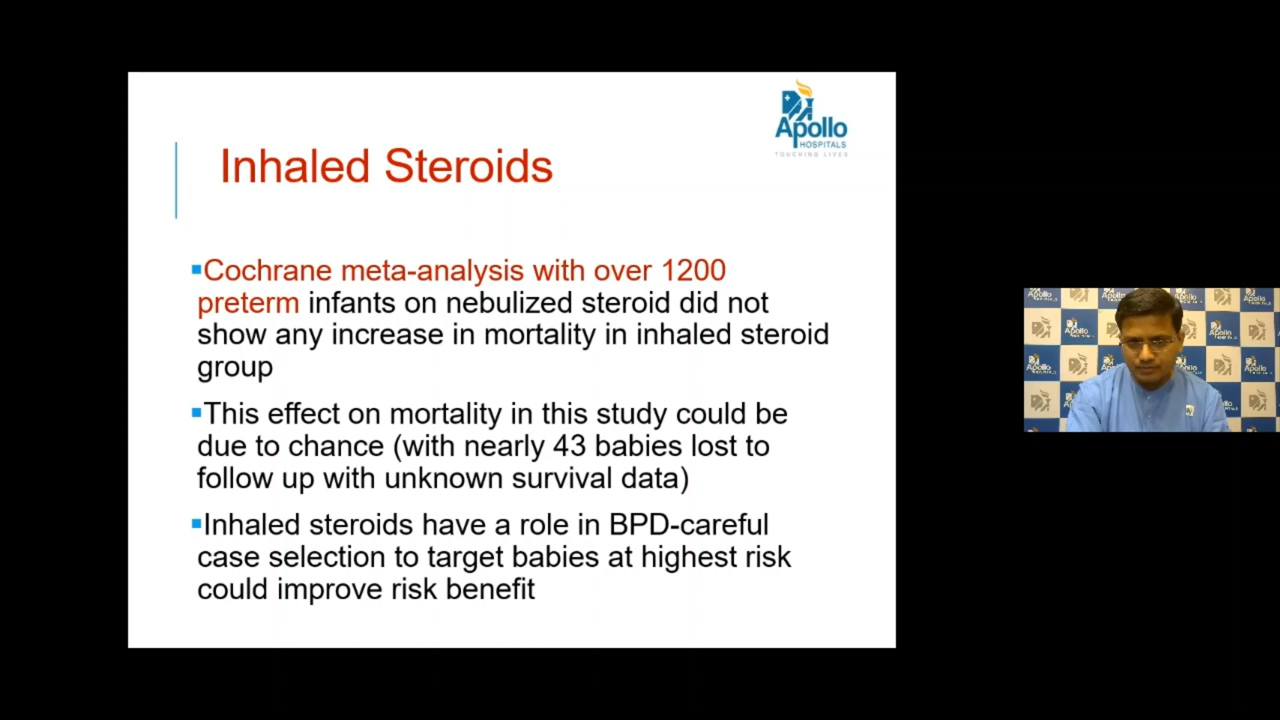 Apollo
HOSPITALS
TOUCHING LIVES
Inhaled Steroids
▪Cochrane meta-analysis with over 1200
preterm infants on nebulized steroid did not
show any increase in mortality in inhaled steroid
group
▪This effect on mortality in this study could be
due to chance (with nearly 43 babies lost to
follow up with unknown survival data)
▪Inhaled steroids have a role in BPD-careful
case selection to target babies at highest risk
could improve risk benefit